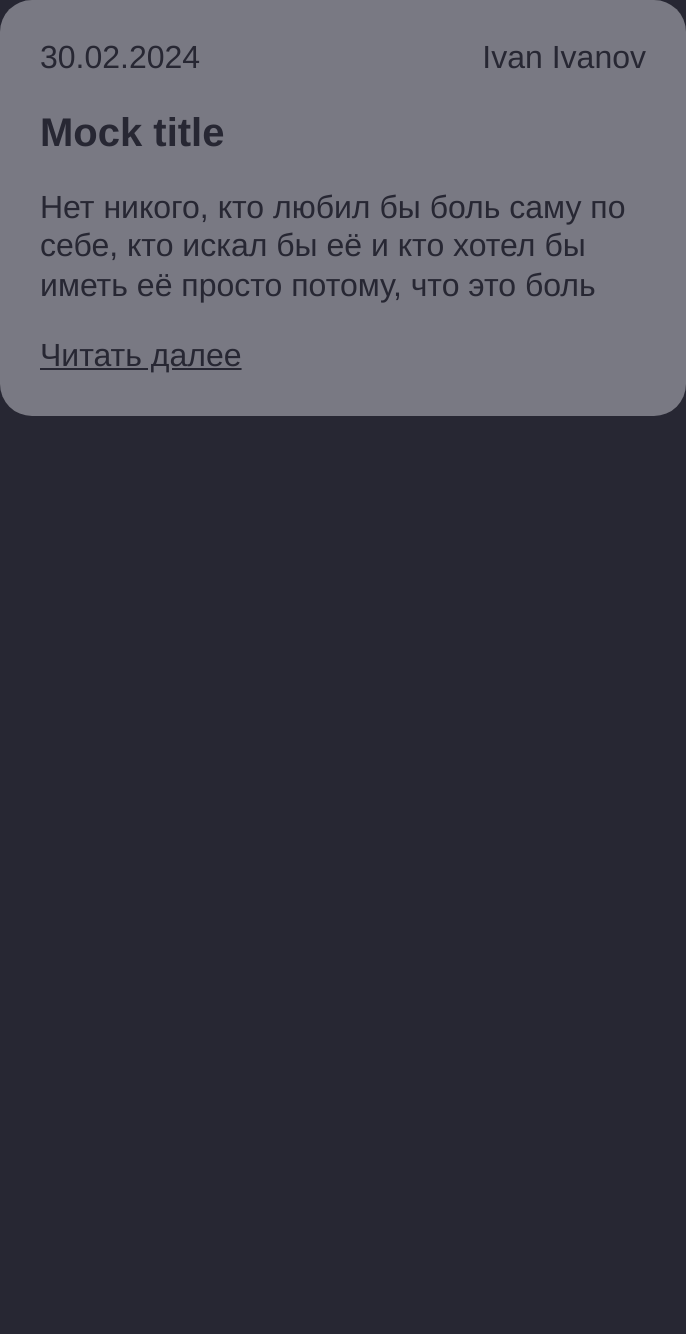 30.02.2024
Ivan Ivanov
Mock title
Нет никого, кто любил бы боль саму по
себе, кто искал бы её и кто хотел бы
иметь её просто потому, что это боль
Читать далее